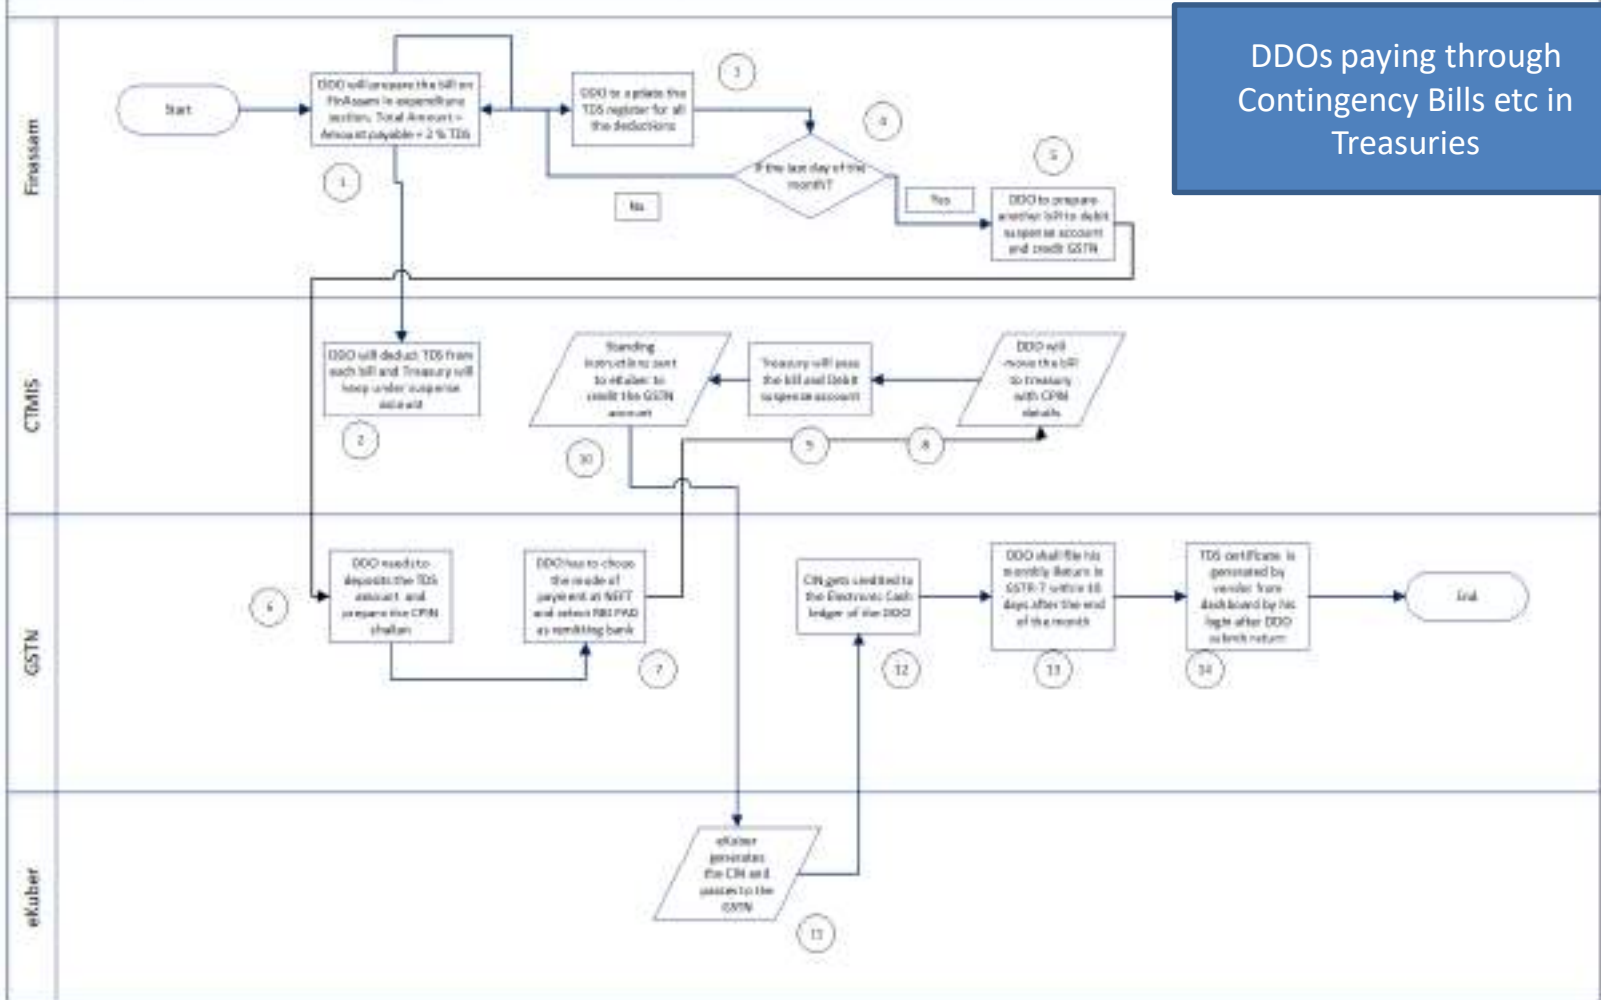 DDOs paying through
Contingency Bills etc in
Treasuries
Finassam
Start
DDO will prepare the bill on
FinAssam in expenditure
section, Total Amount =
Amount payable + 2 % TDS
1
DDO to update the
TDS register for all
the deductions
3
4
If the last day of the
month?
No
Yes
5
DDO to prepare
another bill to debit
suspense account
and credit GSTN
CTMIS
DDO will deduct TDS from
each bill and Treasury will
keep under suspense
account
2
Standing
instructions sent
to eKuber to
credit the GSTN
account
10
Treasury will pass
the bill and Debit
suspense account
9
DDO will
move the bill
to treasury
with CPIN
details
8
GSTN
6
DDO needs to
deposits the TDS
amount and
prepare the CPIN
challan
DDO has to chose
the mode of
payment at NEFT
and select RBI PAD
as remitting bank
7
CIN gets credited to
the Electronic Cash
ledger of the DDO
12
DDO shall file his
monthly Return in
GSTR-7 within 10
days after the end
of the month
13
TDS certificate is
generated by
vendor from
dashboard by his
login after DDO
submit return
14
End
eKuber
eKuber
generates
the CIN and
passes to the
GSTN
11